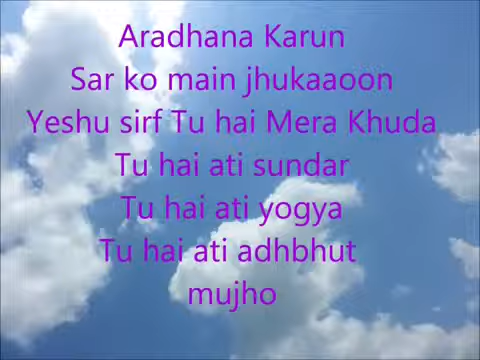 Aradhana Karun
Sar ko main jhukaaoon
Yeshu sirf Tu hai Mera Khuda
Tu hai ati sundar
Tu hai ati yogya
Tu hai ati adhbhut
mujho